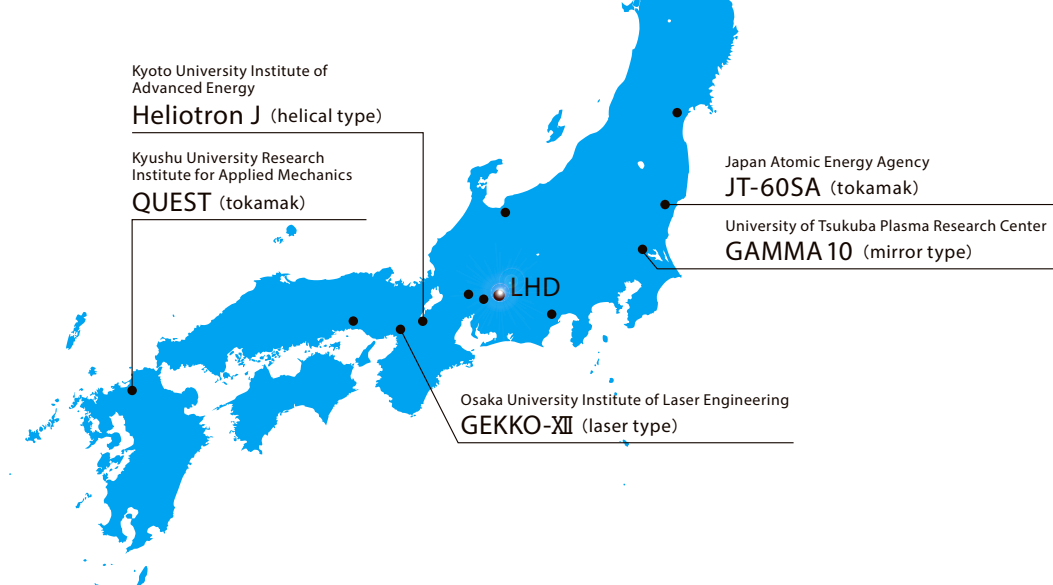 Kyoto University Institute of
Advanced Energy
Heliotron J (helical type)
Kyushu University Research
Institute for Applied Mechanics
QUEST (tokamak)
Japan Atomic Energy Agency
JT-60SA (tokamak)
University of Tsukuba Plasma Research Center
GAMMA 10 (mirror type)
LHD
Osaka University Institute of Laser Engineering
GEKKO-Ⅻ (laser type)